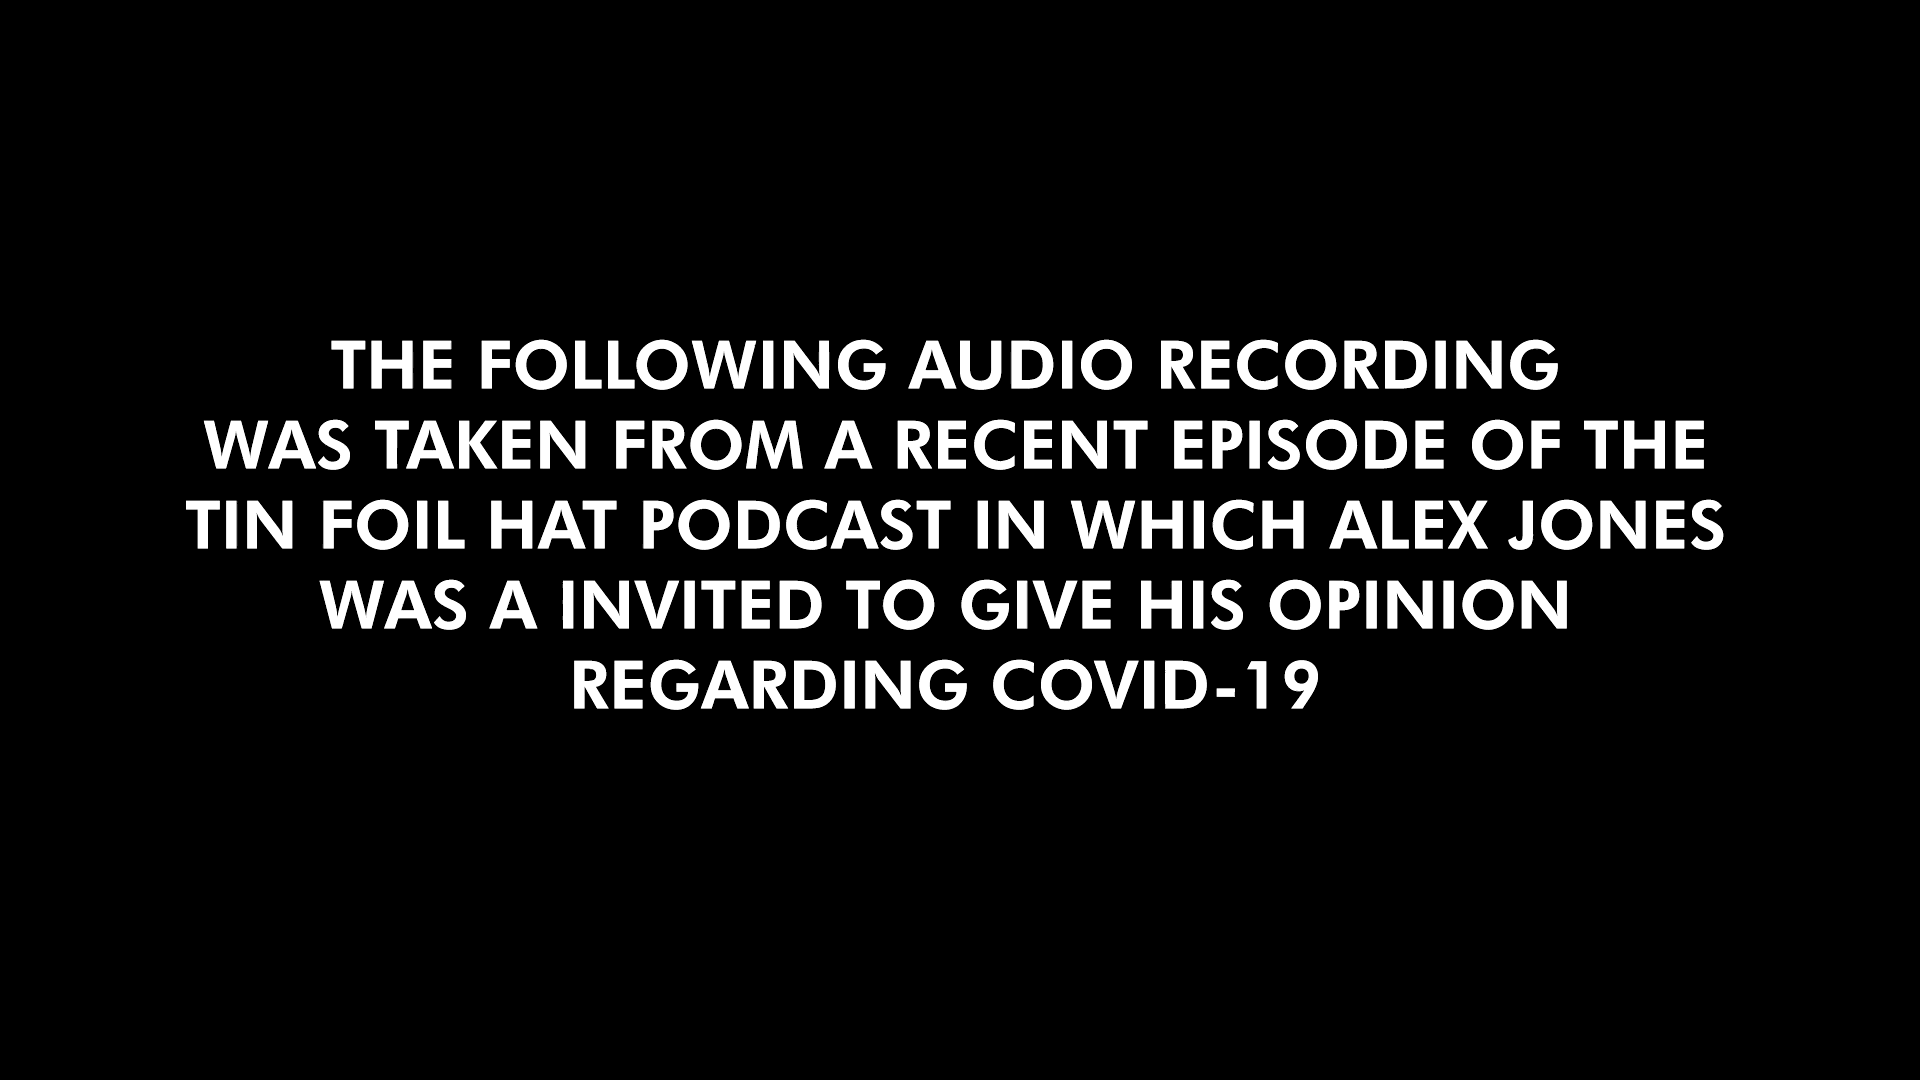 THE FOLLOWING AUDIO RECORDING
WAS TAKEN FROM A RECENT EPISODE OF THE
TIN FOIL HAT PODCAST IN WHICH ALEX JONES
WAS A INVITED TO GIVE HIS OPINION
REGARDING COVID-19